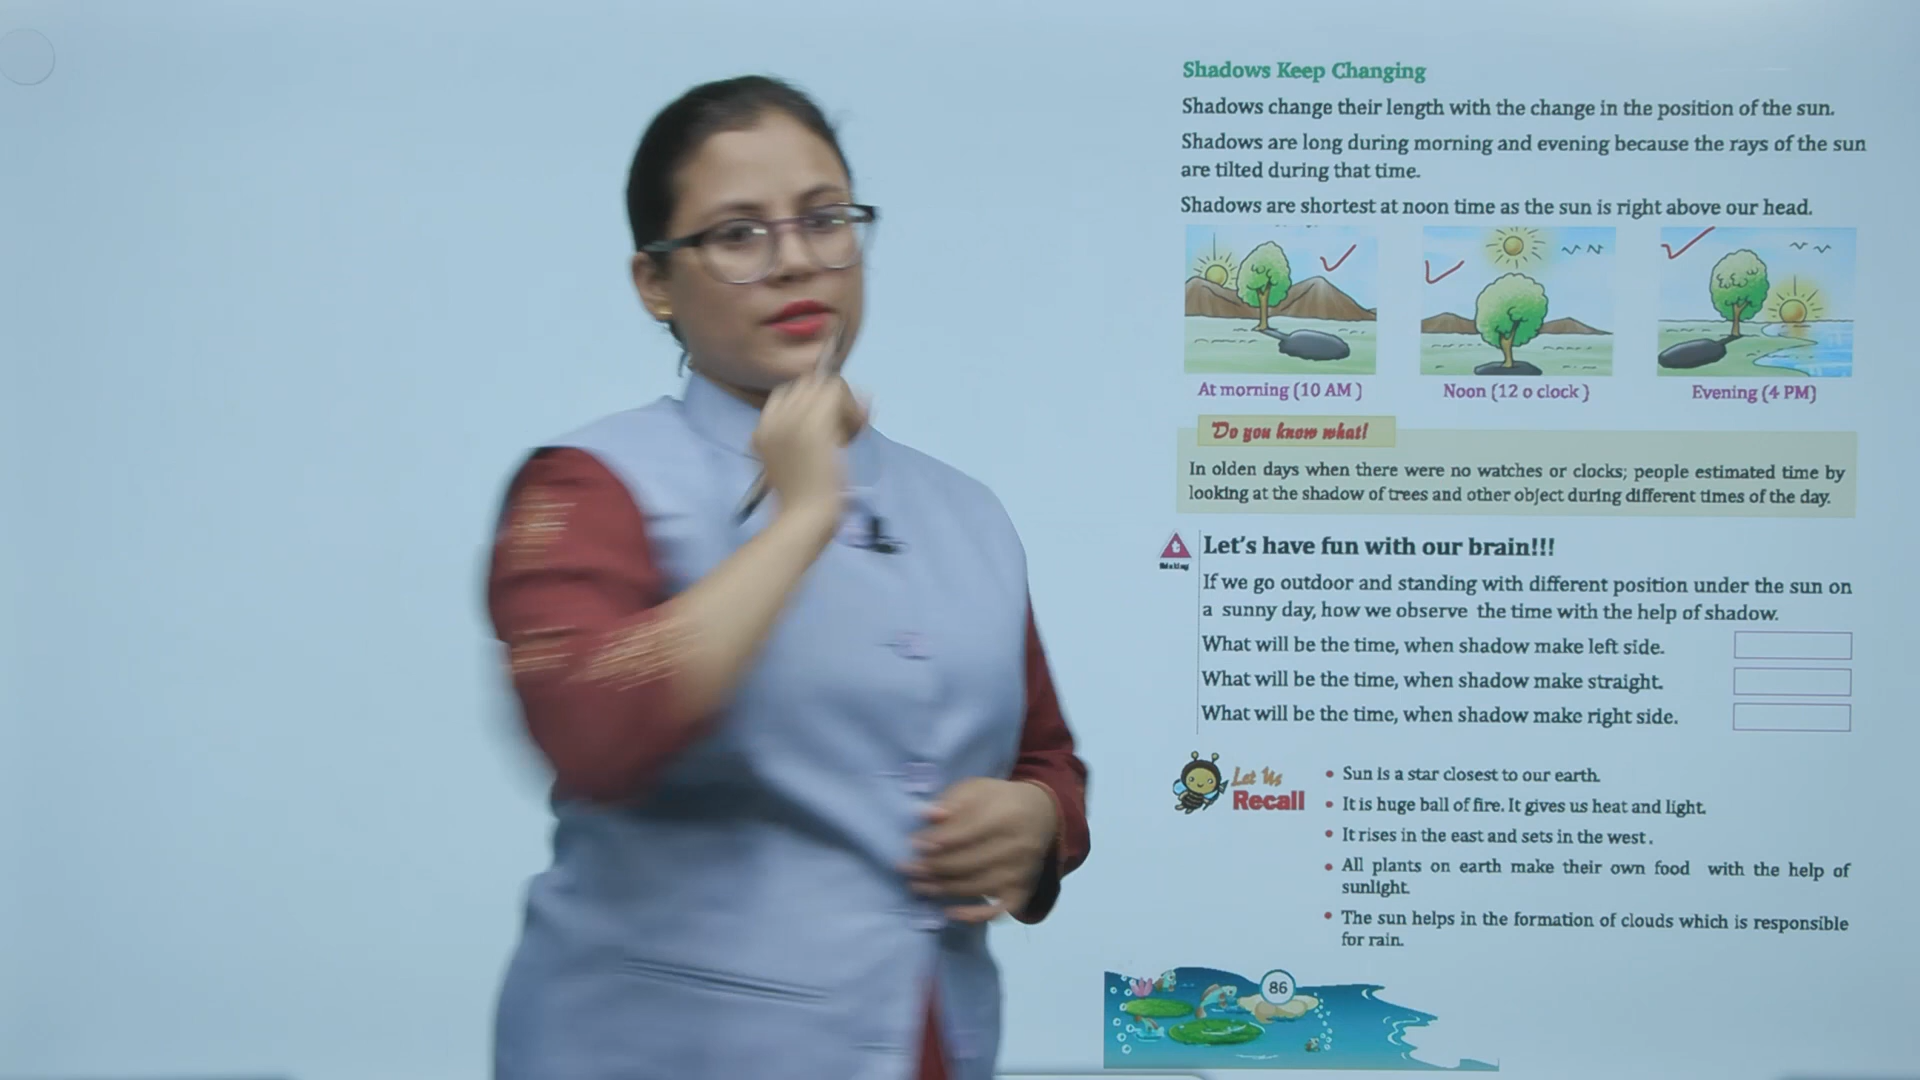 Shadows Keep Changing
Shadows change their length with the change in the position of the sun.
Shadows are long during morning and evening because the rays of the sun
are tilted during that time.
Shadows are shortest at noon time as the sun is right above our head.
At morning (10 AM )
Noon (12 o clock )
Evening (4 PM)
Do you know what!
In olden days when there were no watches or clocks; people estimated time by
looking at the shadow of trees and other object during different times of the day.
Let's have fun with our brain!!!
If we go outdoor and standing with different position under the sun on
a sunny day, how we observe the time with the help of shadow.
What will be the time, when shadow make left side.
What will be the time, when shadow make straight.
What will be the time, when shadow make right side.
Let Us
Recall
• Sun is a star closest to our earth.
• It is huge ball of fire. It gives us heat and light.
• It rises in the east and sets in the west.
• All plants on earth make their own food with the help of
sunlight.
• The sun helps in the formation of clouds which is responsible
for rain.
86